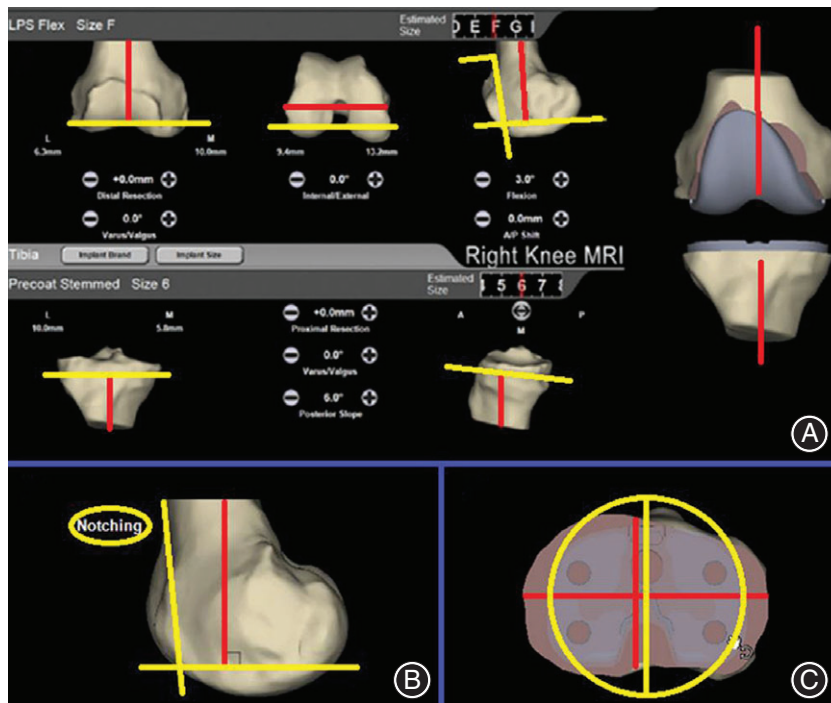 LPS Flex Size F
Estimated Size
D E F G I
L
6.3mm
M
10.0mm
9.4mm
13.2mm
+0.0mm
Distal Resection
0.0°
Varus/Valgus
0.0°
Internal/External
3.0°
Flexion
0.0mm
A/P Shift
Tibia
Implant Brand
Implant Size
Right Knee MRI
Precoat Stemmed Size 6
Estimated Size
5 6 7
L
10.0mm
M
5.8mm
+0.0mm
Proximal Resection
0.0°
Varus/Valgus
6.0°
Posterior Slope
A
M
P
A
Notching
B
C